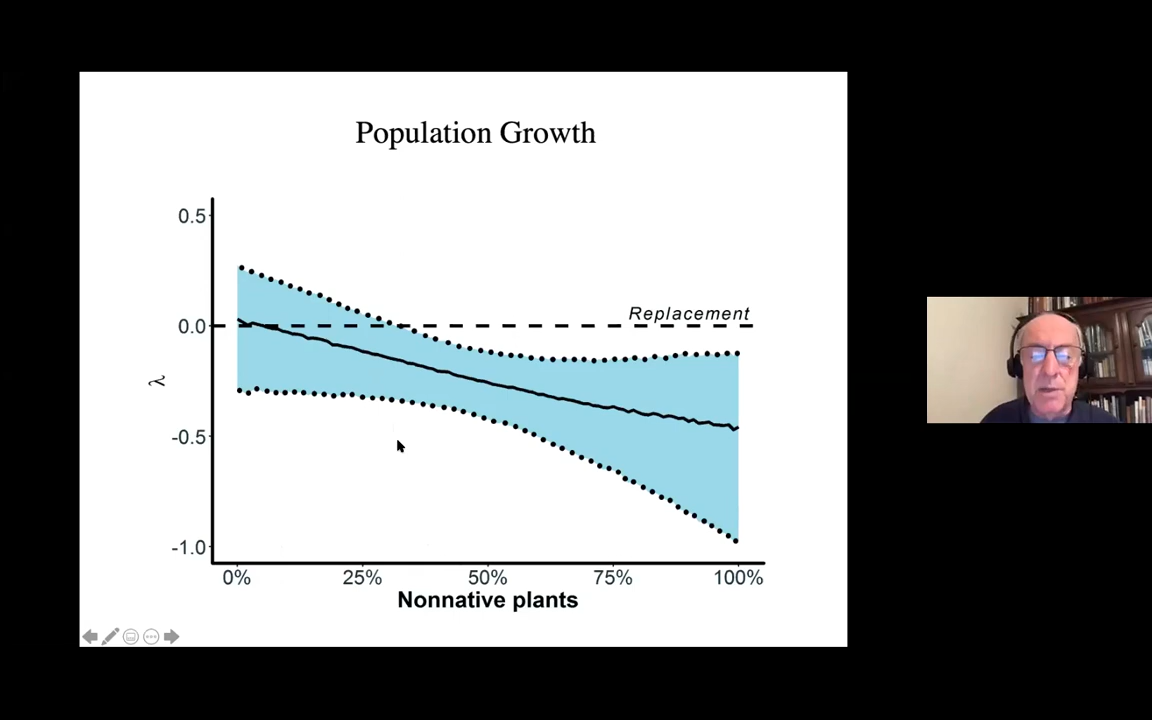 Population Growth
0.5
0.0
-0.5
-1.0
λ
Replacement
0% 25% 50% 75% 100%
Nonnative plants